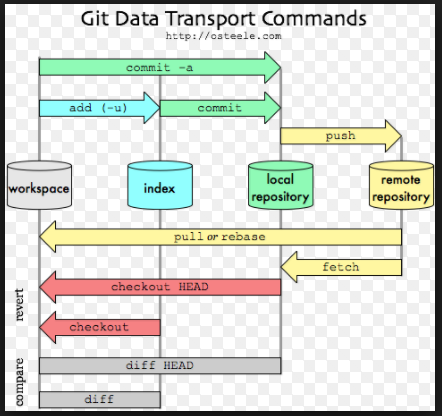 Git Data Transport Commands
http://osteele.com
commit -a
add (-u)
commit
push
workspace
index
local
repository
remote
repository
pull or rebase
fetch
revert
checkout HEAD
checkout
compare
diff HEAD
diff